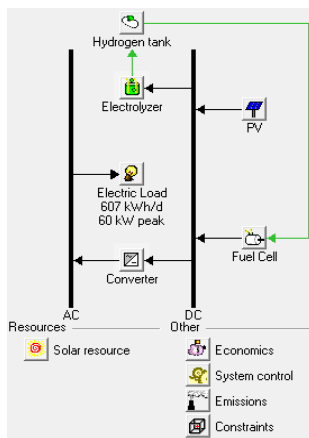 Hydrogen tank
Electrolyzer
PV
Electric Load
607 kWh/d
60 kW peak
Fuel Cell
Converter
AC
DC
Resources
Other
Solar resource
Economics
System control
Emissions
Constraints